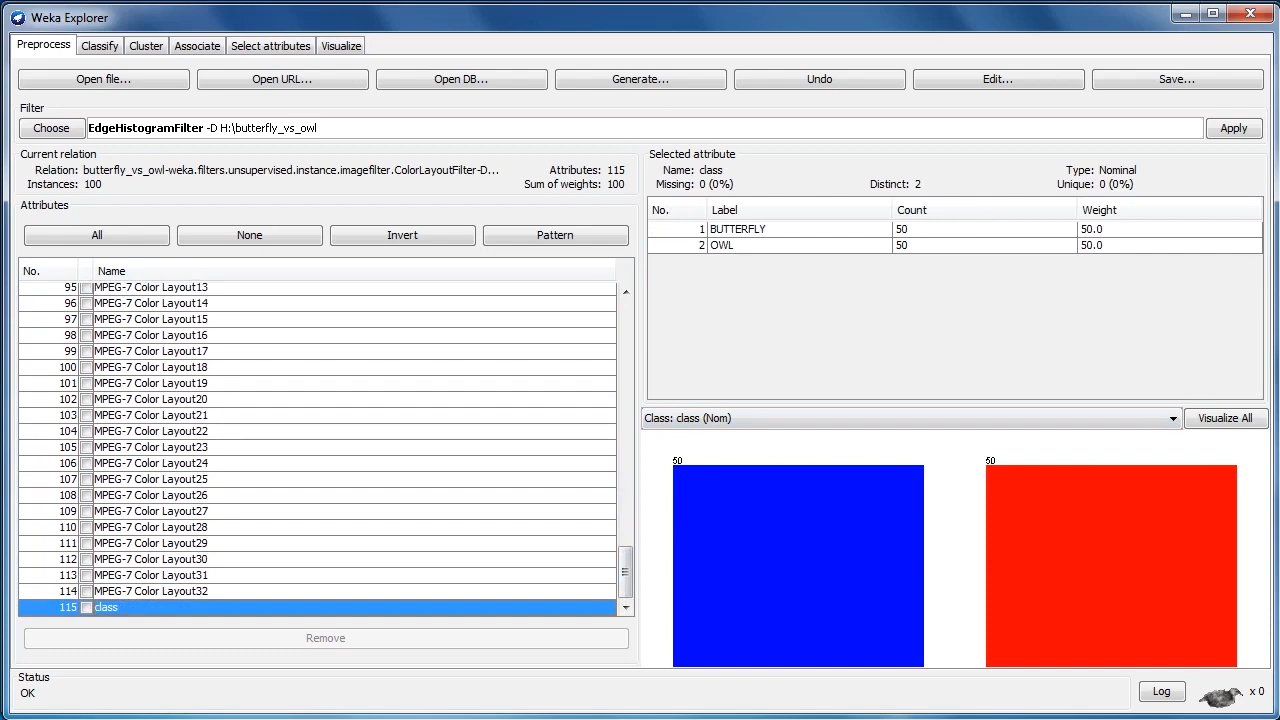 Weka Explorer
Preprocess Classify Cluster Associate Select attributes Visualize
Open file... Open URL... Open DB... Generate... Undo Edit... Save...
Filter
Choose EdgeHistogramFilter -D H:\butterfly_vs_owl Apply
Current relation
Relation: butterfly_vs_owl-weka.filters.unsupervised.instance.imagefilter.ColorLayoutFilter-D... Attributes: 115
Instances: 100 Sum of weights: 100
Attributes
All None Invert Pattern
No. Name
95 MPEG-7 Color Layout13
96 MPEG-7 Color Layout14
97 MPEG-7 Color Layout15
98 MPEG-7 Color Layout16
99 MPEG-7 Color Layout17
100 MPEG-7 Color Layout18
101 MPEG-7 Color Layout19
102 MPEG-7 Color Layout20
103 MPEG-7 Color Layout21
104 MPEG-7 Color Layout22
105 MPEG-7 Color Layout23
106 MPEG-7 Color Layout24
107 MPEG-7 Color Layout25
108 MPEG-7 Color Layout26
109 MPEG-7 Color Layout27
110 MPEG-7 Color Layout28
111 MPEG-7 Color Layout29
112 MPEG-7 Color Layout30
113 MPEG-7 Color Layout31
114 MPEG-7 Color Layout32
115 class
Remove
Selected attribute
Name: class Type: Nominal
Missing: 0 (0%) Distinct: 2 Unique: 0 (0%)
No. Label Count Weight
1 BUTTERFLY 50 50.0
2 OWL 50 50.0
Class: class (Nom) Visualize All
50 50
Status
OK
Log x 0